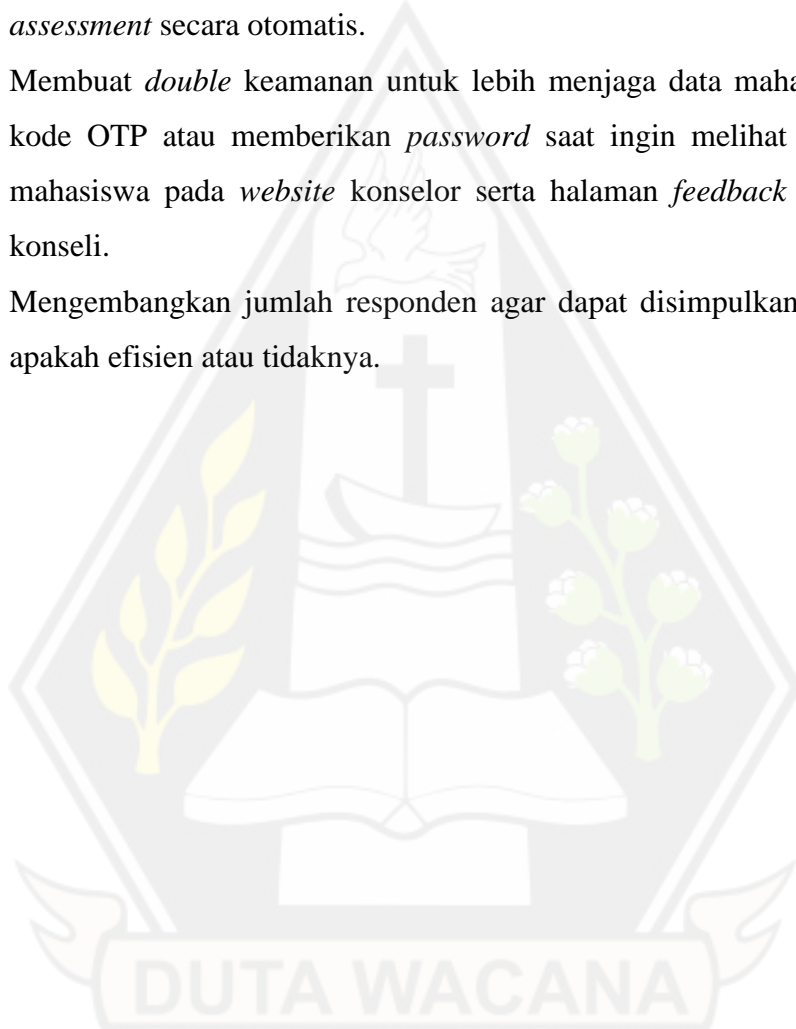 assessment secara otomatis.
Membuat double keamanan untuk lebih menjaga data
kode OTP atau memberikan password saat ingin melihat
mahasiswa pada website konselor serta halaman feedback
konseli.
Mengembangkan jumlah responden agar dapat disimpulkan
apakah efisien atau tidaknya.
DUTA WACANA